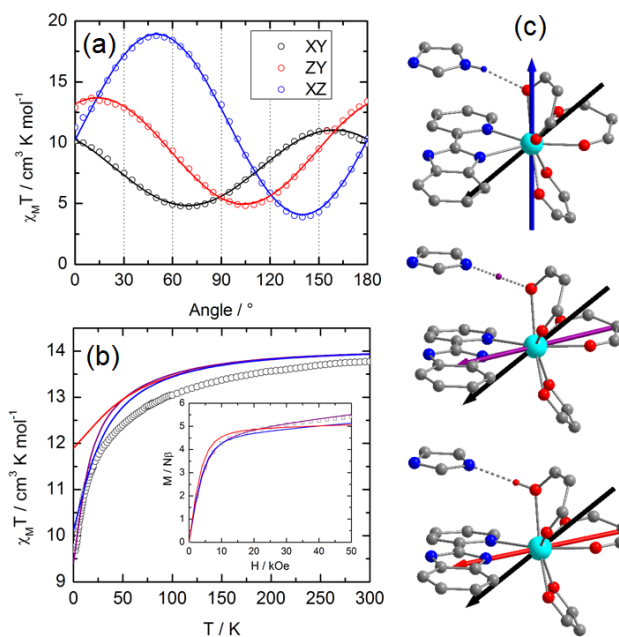 (a)
XY
ZY
XZ
20
15
10
5
0
χMT / cm³ K mol⁻¹
0 30 60 90 120 150 180
Angle / °
(b)
14
13
12
11
10
9
χMT / cm³ K mol⁻¹
0 50 100 150 200 250 300
T / K
6
5
4
3
2
1
0
M / Nβ
0 10 20 30 40 50
H / kOe
(c)